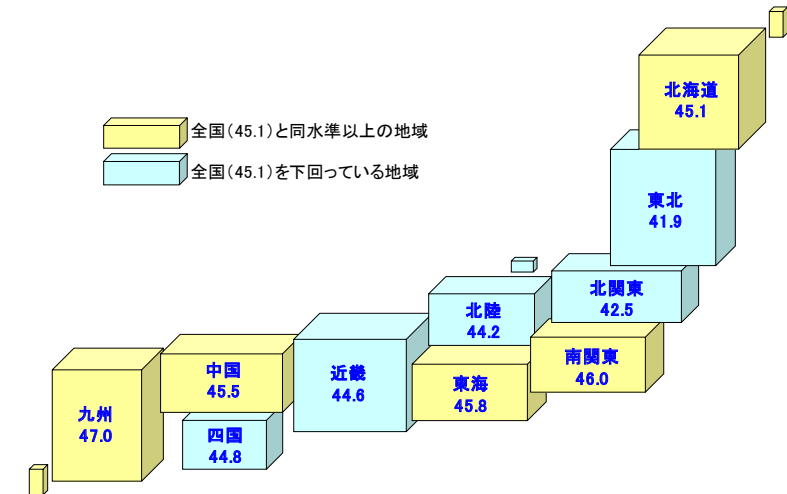 全国（45.1）と同水準以上の地域
全国（45.1）を下回っている地域
北海道
45.1
東北
41.9
北関東
42.5
北陸
44.2
南関東
46.0
東海
45.8
近畿
44.6
中国
45.5
四国
44.8
九州
47.0